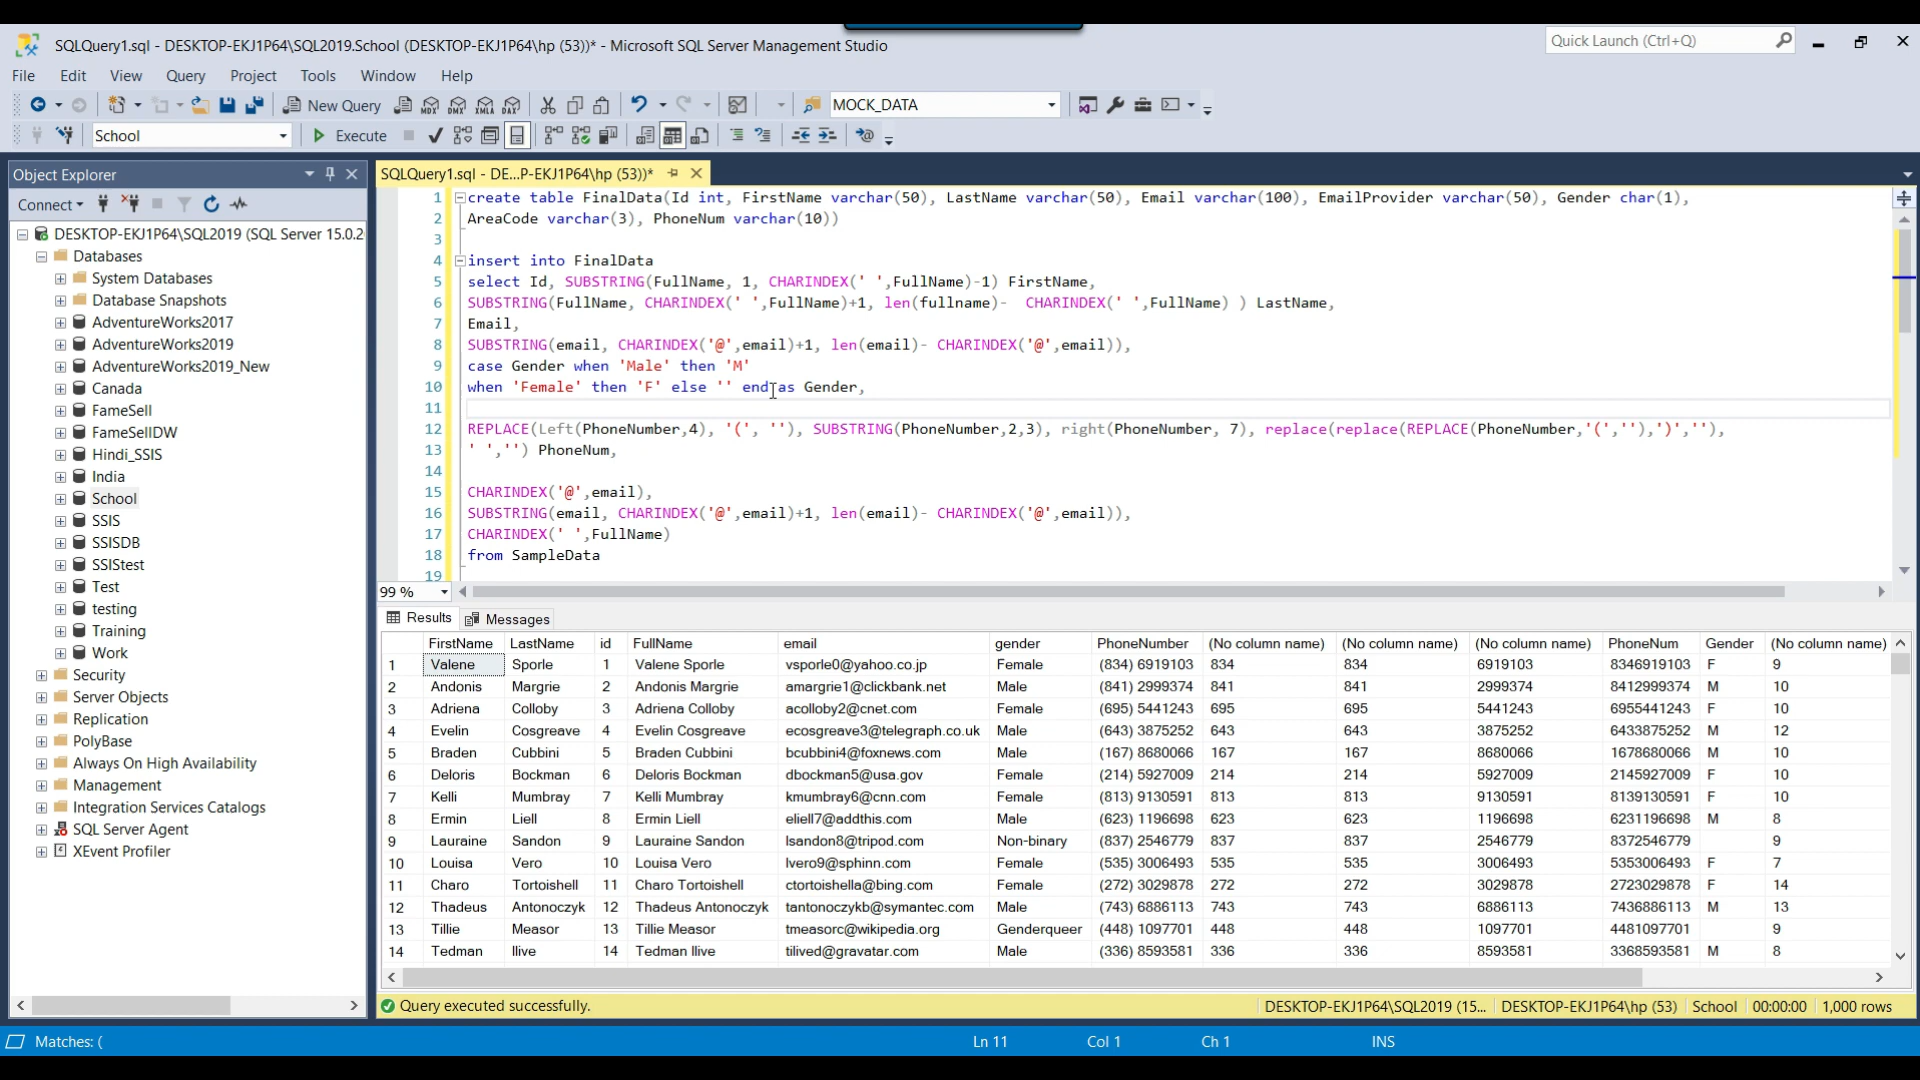 SQLQuery1.sql - DESKTOP-EKJ1P64\SQL2019.School (DESKTOP-EKJ1P64\hp (53))* - Microsoft SQL Server Management Studio
Quick Launch (Ctrl+Q)
File Edit View Query Project Tools Window Help
New Query MDX DMX XMLA DAX MOCK_DATA
School Execute
Object Explorer
Connect
DESKTOP-EKJ1P64\SQL2019 (SQL Server 15.0.2
Databases
System Databases
Database Snapshots
AdventureWorks2017
AdventureWorks2019
AdventureWorks2019_New
Canada
FameSell
FameSellDW
Hindi_SSIS
India
School
SSIS
SSISDB
SSIStest
Test
testing
Training
Work
Security
Server Objects
Replication
PolyBase
Always On High Availability
Management
Integration Services Catalogs
SQL Server Agent
XEvent Profiler
SQLQuery1.sql - DE...P-EKJ1P64\hp (53))*
1 create table FinalData(Id int, FirstName varchar(50), LastName varchar(50), Email varchar(100), EmailProvider varchar(50), Gender char(1),
2 AreaCode varchar(3), PhoneNum varchar(10))
3
4 insert into FinalData
5 select Id, SUBSTRING(FullName, 1, CHARINDEX(' ',FullName)-1) FirstName,
6 SUBSTRING(FullName, CHARINDEX(' ',FullName)+1, len(fullname)- CHARINDEX(' ',FullName) ) LastName,
7 Email,
8 SUBSTRING(email, CHARINDEX('@',email)+1, len(email)- CHARINDEX('@',email)),
9 case Gender when 'Male' then 'M'
10 when 'Female' then 'F' else '' end as Gender,
11
12 REPLACE(Left(PhoneNumber,4), '(', ''), SUBSTRING(PhoneNumber,2,3), right(PhoneNumber, 7), replace(replace(REPLACE(PhoneNumber,'(',''),')',''),
13 ' ','') PhoneNum,
14
15 CHARINDEX('@',email),
16 SUBSTRING(email, CHARINDEX('@',email)+1, len(email)- CHARINDEX('@',email)),
17 CHARINDEX(' ',FullName)
18 from SampleData
19
99 %
Results Messages
FirstName LastName id FullName email gender PhoneNumber (No column name) (No column name) (No column name) PhoneNum Gender (No column name)
1 Valene Sporle 1 Valene Sporle vsporle0@yahoo.co.jp Female (834) 6919103 834 834 6919103 8346919103 F 9
2 Andonis Margrie 2 Andonis Margrie amargrie1@clickbank.net Male (841) 2999374 841 841 2999374 8412999374 M 10
3 Adriena Colloby 3 Adriena Colloby acolloby2@cnet.com Female (695) 5441243 695 695 5441243 6955441243 F 10
4 Evelin Cosgreave 4 Evelin Cosgreave ecosgreave3@telegraph.co.uk Male (643) 3875252 643 643 3875252 6433875252 M 12
5 Braden Cubbini 5 Braden Cubbini bcubbini4@foxnews.com Male (167) 8680066 167 167 8680066 1678680066 M 10
6 Deloris Bockman 6 Deloris Bockman dbockman5@usa.gov Female (214) 5927009 214 214 5927009 2145927009 F 10
7 Kelli Mumbray 7 Kelli Mumbray kmumbray6@cnn.com Female (813) 9130591 813 813 9130591 8139130591 F 10
8 Ermin Liell 8 Ermin Liell eliell7@addthis.com Male (623) 1196698 623 623 1196698 6231196698 M 8
9 Lauraine Sandon 9 Lauraine Sandon lsandon8@tripod.com Non-binary (837) 2546779 837 837 2546779 8372546779 9
10 Louisa Vero 10 Louisa Vero lvero9@sphinn.com Female (535) 3006493 535 535 3006493 5353006493 F 7
11 Charo Tortoishell 11 Charo Tortoishell ctortoishella@bing.com Female (272) 3029878 272 272 3029878 2723029878 F 14
12 Thadeus Antonoczyk 12 Thadeus Antonoczyk tantonoczykb@symantec.com Male (743) 6886113 743 743 6886113 7436886113 M 13
13 Tillie Measor 13 Tillie Measor tmeasorc@wikipedia.org Genderqueer (448) 1097701 448 448 1097701 4481097701 9
14 Tedman Ilive 14 Tedman Ilive tilived@gravatar.com Male (336) 8593581 336 336 8593581 3368593581 M 8
Query executed successfully. DESKTOP-EKJ1P64\SQL2019 (15... DESKTOP-EKJ1P64\hp (53) School 00:00:00 1,000 rows
Matches: ( Ln 11 Col 1 Ch 1 INS